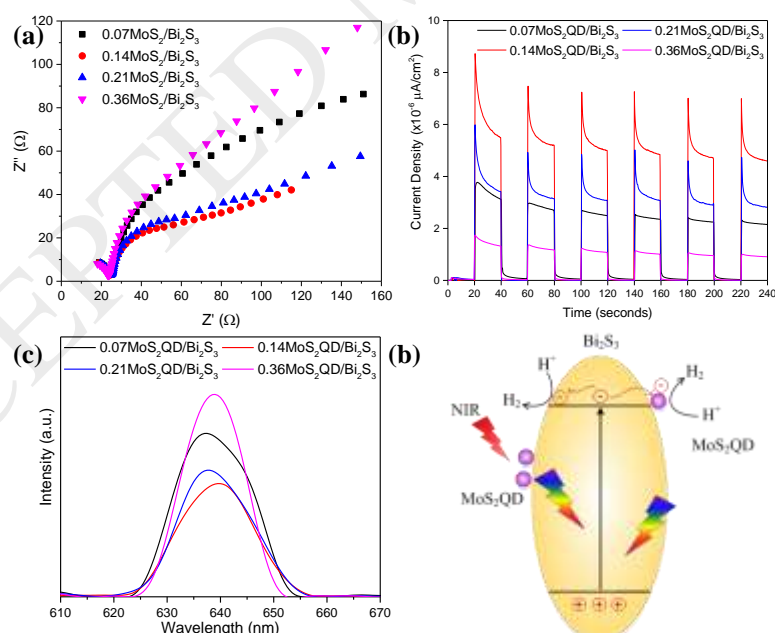 (a)
0.07MoS₂/Bi₂S₃
0.14MoS₂/Bi₂S₃
0.21MoS₂/Bi₂S₃
0.36MoS₂/Bi₂S₃
Z'' (Ω)
120
100
80
60
40
20
0
0 20 40 60 80 100 120 140 160
Z' (Ω)
(b)
0.07MoS₂QD/Bi₂S₃ 0.21MoS₂QD/Bi₂S₃
0.14MoS₂QD/Bi₂S₃ 0.36MoS₂QD/Bi₂S₃
Current Density (x10⁻⁶ µA/cm²)
10
8
6
4
2
0
0 20 40 60 80 100 120 140 160 180 200 220 240
Time (seconds)
(c)
0.07MoS₂QD/Bi₂S₃ 0.14MoS₂QD/Bi₂S₃
0.21MoS₂QD/Bi₂S₃ 0.36MoS₂QD/Bi₂S₃
Intensity (a.u.)
610 620 630 640 650 660 670
Wavelength (nm)
(b)
Bi₂S₃
H⁺
H₂
H₂
H⁺
NIR
MoS₂QD
MoS₂QD
CEPTED M